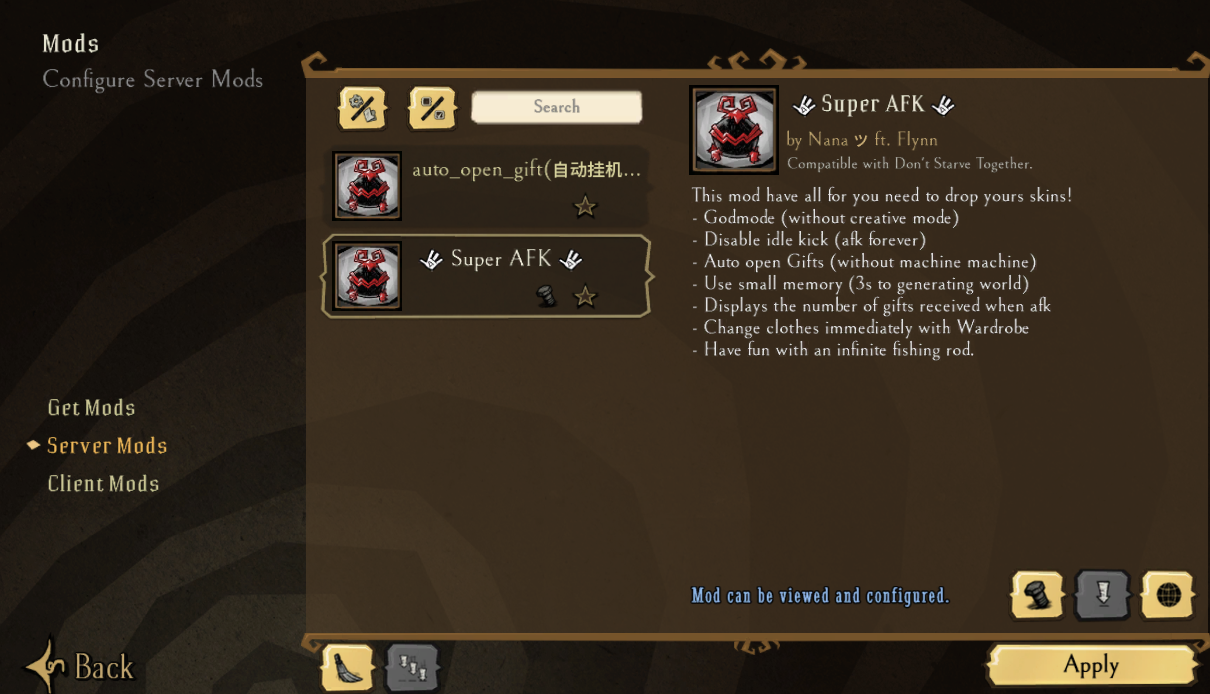 Mods
Configure Server Mods
Search
auto_open_gift(自动挂机...
Super AFK
Super AFK
by Nana ツ ft. Flynn
Compatible with Don't Starve Together.
This mod have all for you need to drop yours skins!
- Godmode (without creative mode)
- Disable idle kick (afk forever)
- Auto open Gifts (without machine machine)
- Use small memory (3s to generating world)
- Displays the number of gifts received when afk
- Change clothes immediately with Wardrobe
- Have fun with an infinite fishing rod.
Get Mods
Server Mods
Client Mods
Mod can be viewed and configured.
Back
Apply